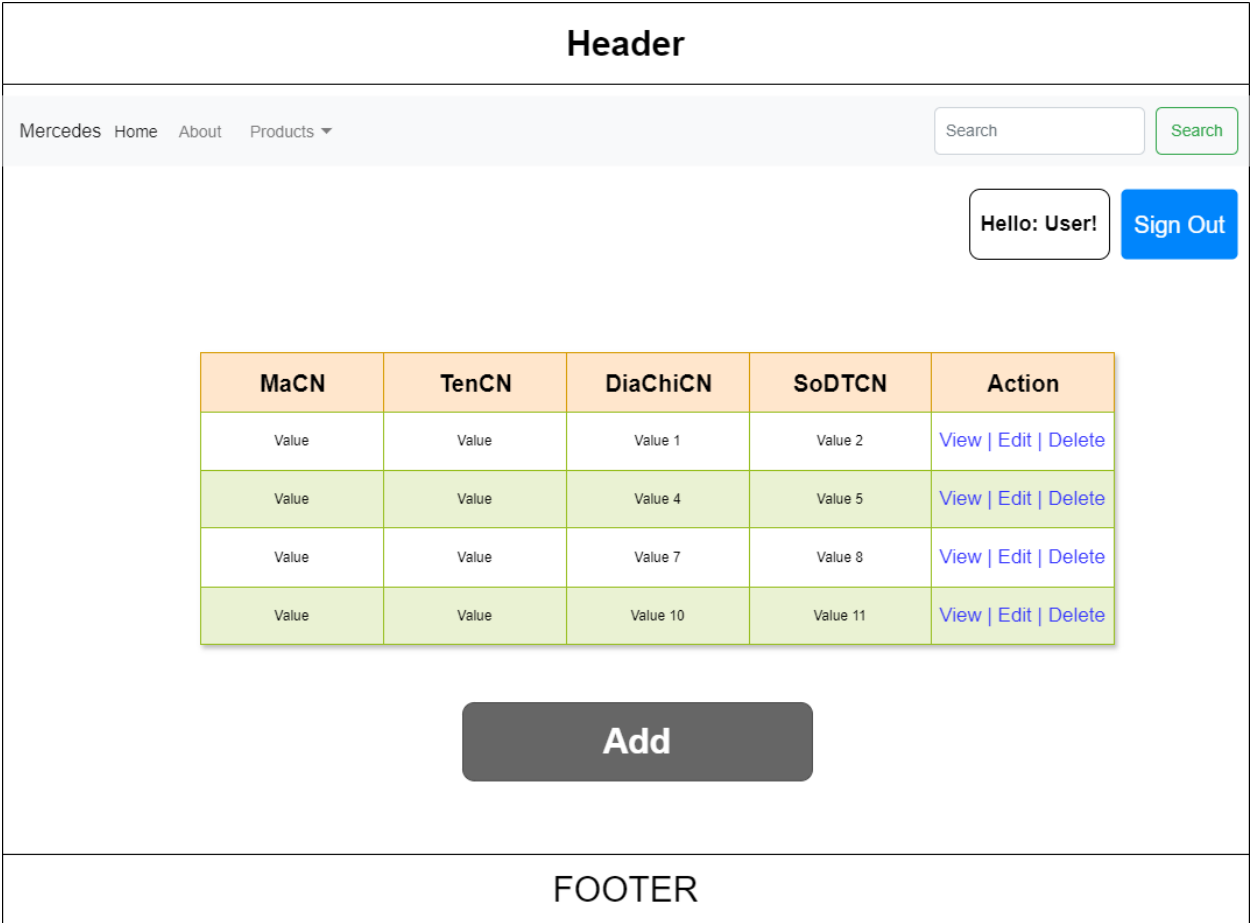 Header
Mercedes Home About Products Search Search
Hello: User! Sign Out
MaCN TenCN DiaChiCN SoDTCN Action
Value Value Value 1 Value 2 View | Edit | Delete
Value Value Value 4 Value 5 View | Edit | Delete
Value Value Value 7 Value 8 View | Edit | Delete
Value Value Value 10 Value 11 View | Edit | Delete
Add
FOOTER